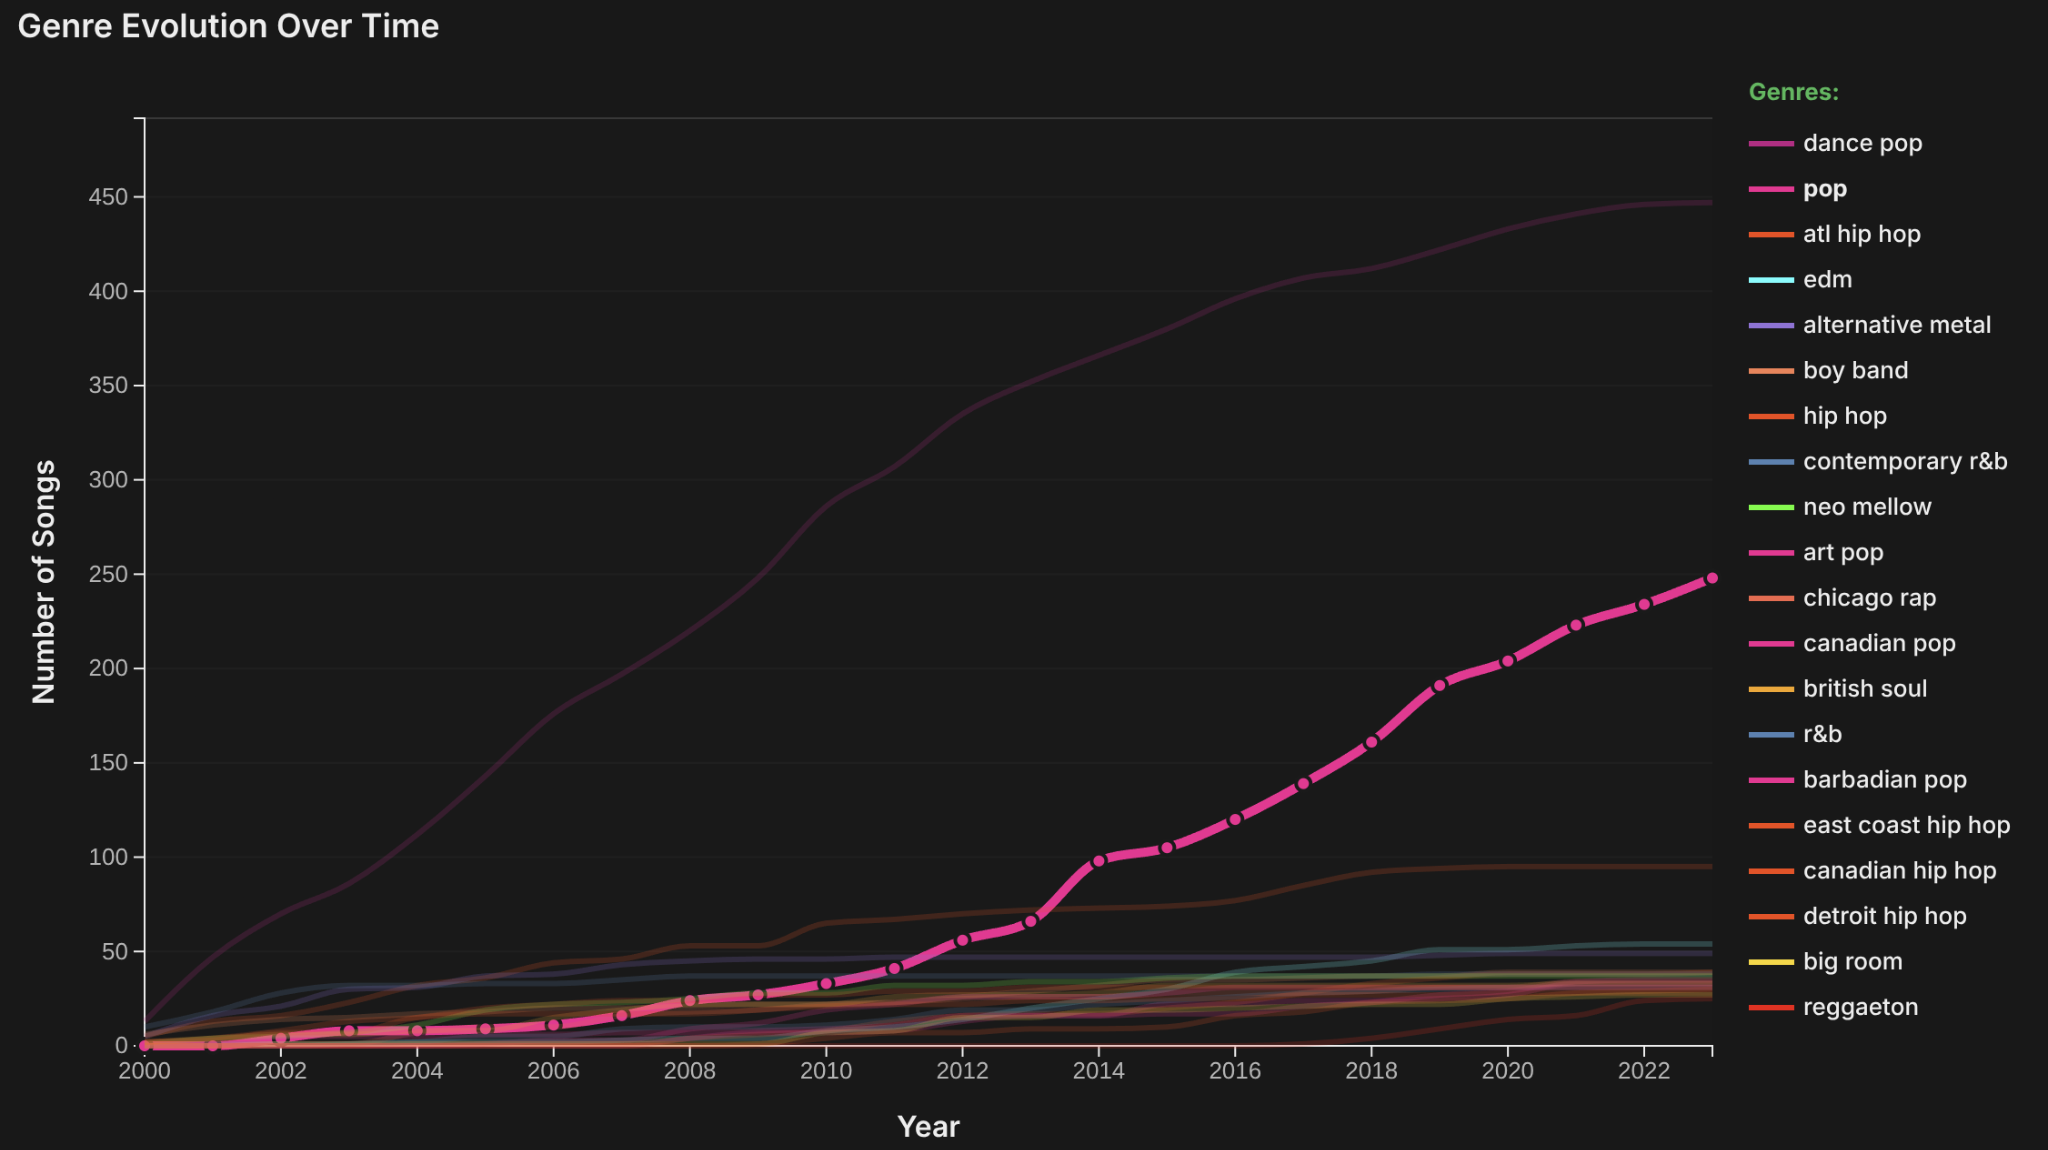 Genre Evolution Over Time
Genres:
dance pop
pop
atl hip hop
edm
alternative metal
boy band
hip hop
contemporary r&b
neo mellow
art pop
chicago rap
canadian pop
british soul
r&b
barbadian pop
east coast hip hop
canadian hip hop
detroit hip hop
big room
reggaeton
Number of Songs
450
400
350
300
250
200
150
100
50
0
2000 2002 2004 2006 2008 2010 2012 2014 2016 2018 2020 2022
Year